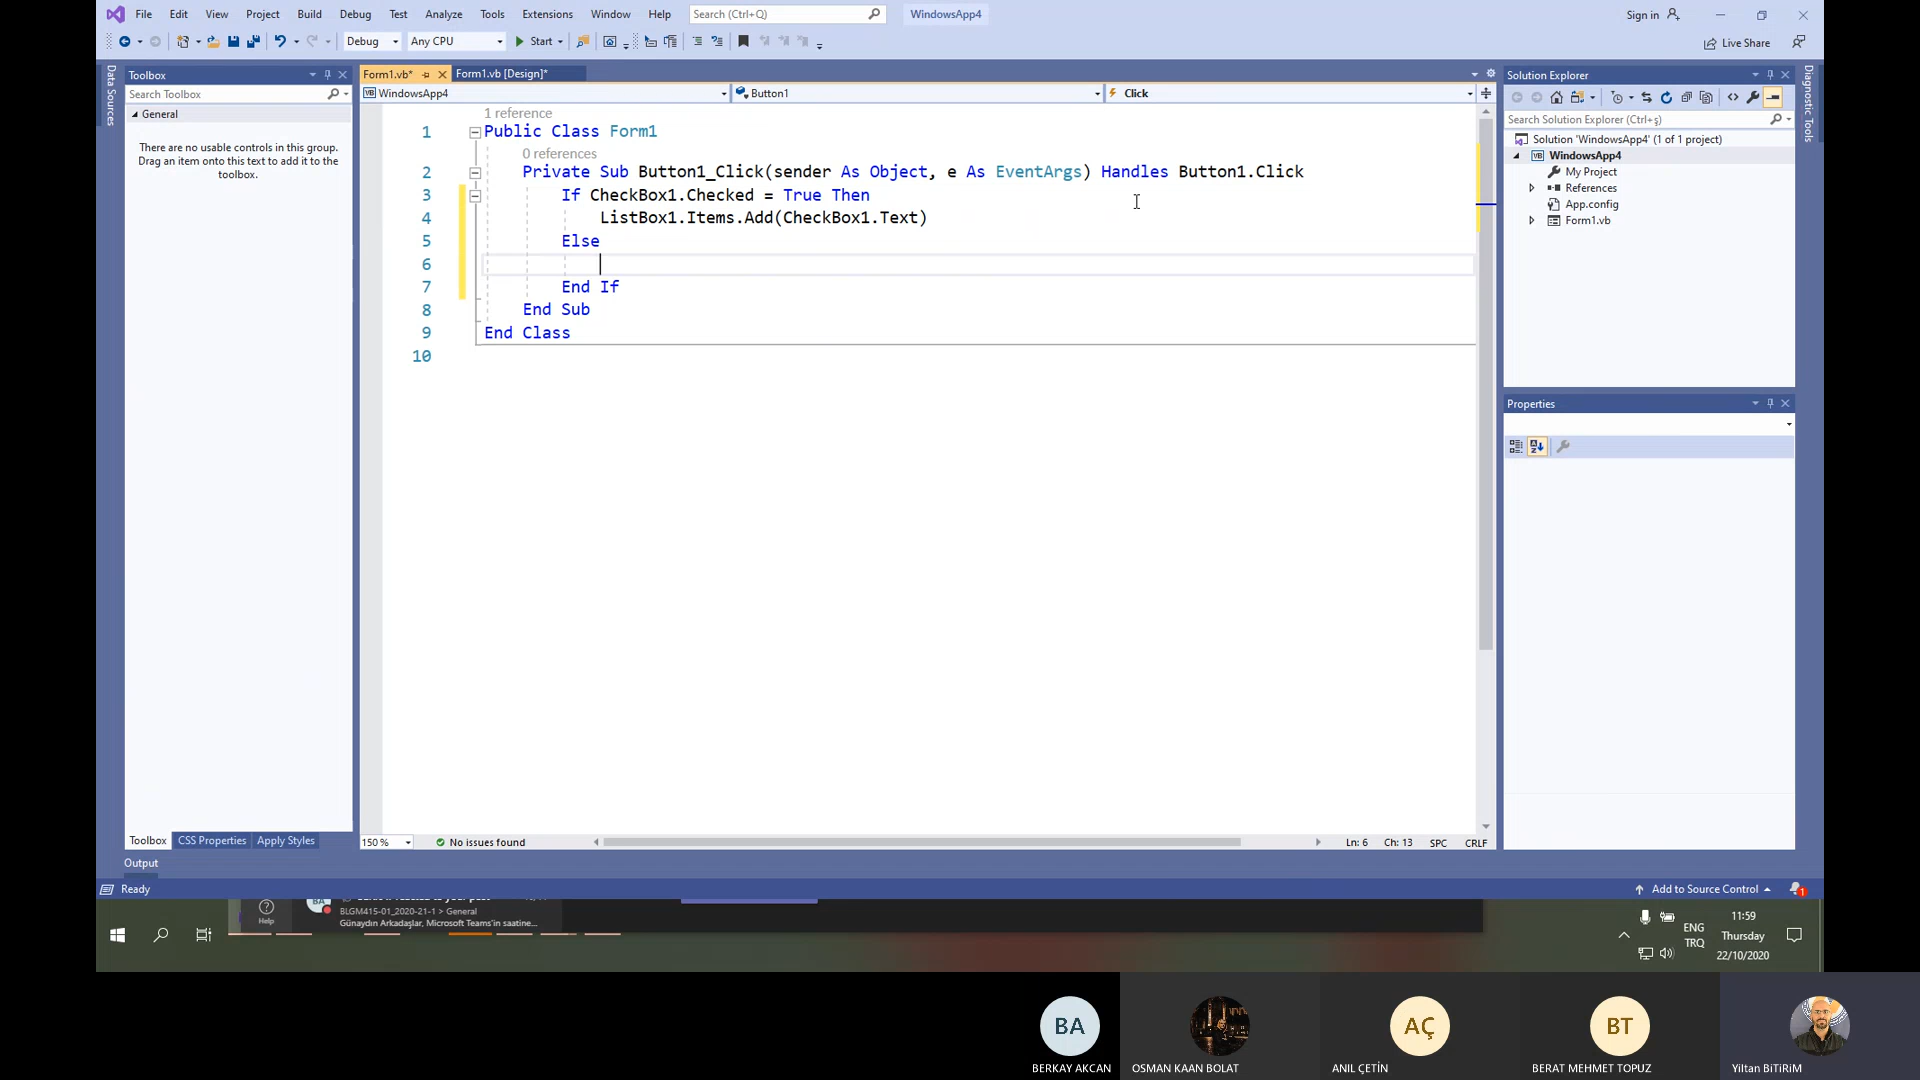 File Edit View Project Build Debug Test Analyze Tools Extensions Window Help Search (Ctrl+Q) WindowsApp4 Sign in
Debug Any CPU Start Live Share
Data Sources
Toolbox
Search Toolbox
General
There are no usable controls in this group.
Drag an item onto this text to add it to the
toolbox.
Toolbox CSS Properties Apply Styles
Form1.vb* Form1.vb [Design]*
WindowsApp4 Button1 Click
1 reference
1 Public Class Form1
0 references
2 Private Sub Button1_Click(sender As Object, e As EventArgs) Handles Button1.Click
3 If CheckBox1.Checked = True Then
4 ListBox1.Items.Add(CheckBox1.Text)
5 Else
6
7 End If
8 End Sub
9 End Class
10
150 % No issues found Ln: 6 Ch: 13 SPC CRLF
Solution Explorer
Search Solution Explorer (Ctrl+ş)
Solution 'WindowsApp4' (1 of 1 project)
WindowsApp4
My Project
References
App.config
Form1.vb
Properties
Diagnostic Tools
Output
Ready Add to Source Control 1
Help
BLGM415-01_2020-21-1 > General
Günaydın Arkadaşlar, Microsoft Teams'in saatine...
ENG
TRQ
11:59
Thursday
22/10/2020
BA AÇ BT
BERKAY AKCAN OSMAN KAAN BOLAT ANIL ÇETİN BERAT MEHMET TOPUZ Yiltan BiTiRiM